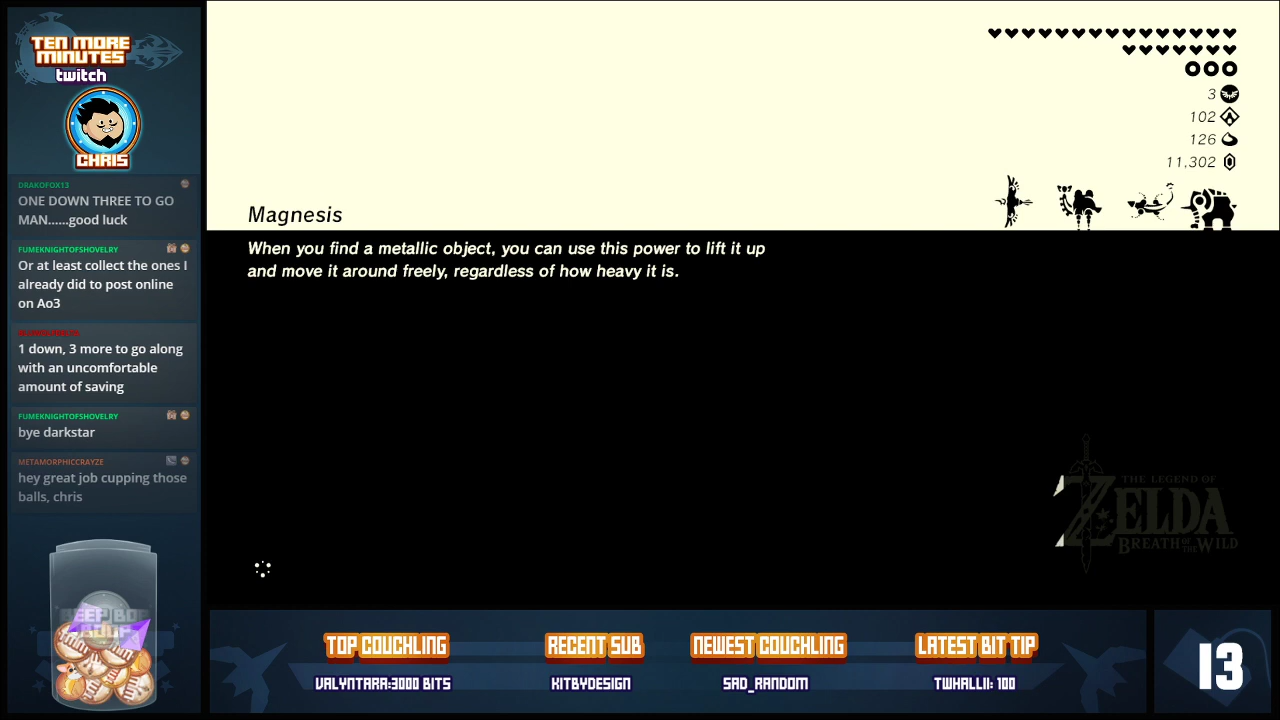 TEN MORE
MINUTES
twitch
CHRIS
DRAKOFOX13
ONE DOWN THREE TO GO
MAN......good luck
FUMEKNIGHTOFSHOVELRY
Or at least collect the ones I
already did to post online
on Ao3
1 down, 3 more to go along
with an uncomfortable
amount of saving
FUMEKNIGHTOFSHOVELRY
bye darkstar
METAMORPHICCRAYZE
hey great job cupping those
balls, chris
3
102
126
11,302
Magnesis
When you find a metallic object, you can use this power to lift it up
and move it around freely, regardless of how heavy it is.
THE LEGEND OF
ZELDA
BREATH OF THE WILD
TOP COUCHLING
VALYNTARA:3000 BITS
RECENT SUB
KITBYDESIGN
NEWEST COUCHLING
SAD_RANDOM
LATEST BIT TIP
TWHALLII: 100
13